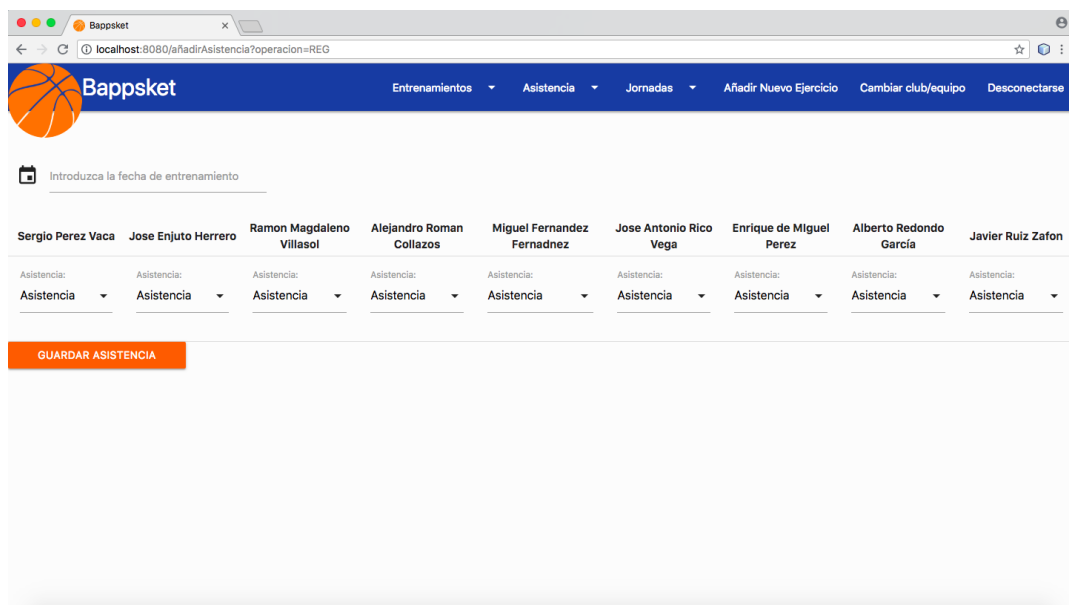 Bappsket
localhost:8080/añadirAsistencia?operacion=REG
Bappsket Entrenamientos Asistencia Jornadas Añadir Nuevo Ejercicio Cambiar club/equipo Desconectarse
Introduzca la fecha de entrenamiento
Sergio Perez Vaca
Jose Enjuto Herrero
Ramon Magdaleno
Villasol
Alejandro Roman
Collazos
Miguel Fernandez
Fernadnez
Jose Antonio Rico
Vega
Enrique de MIguel
Perez
Alberto Redondo
García
Javier Ruiz Zafon
Asistencia: Asistencia: Asistencia: Asistencia: Asistencia: Asistencia: Asistencia: Asistencia: Asistencia:
Asistencia Asistencia Asistencia Asistencia Asistencia Asistencia Asistencia Asistencia Asistencia
GUARDAR ASISTENCIA